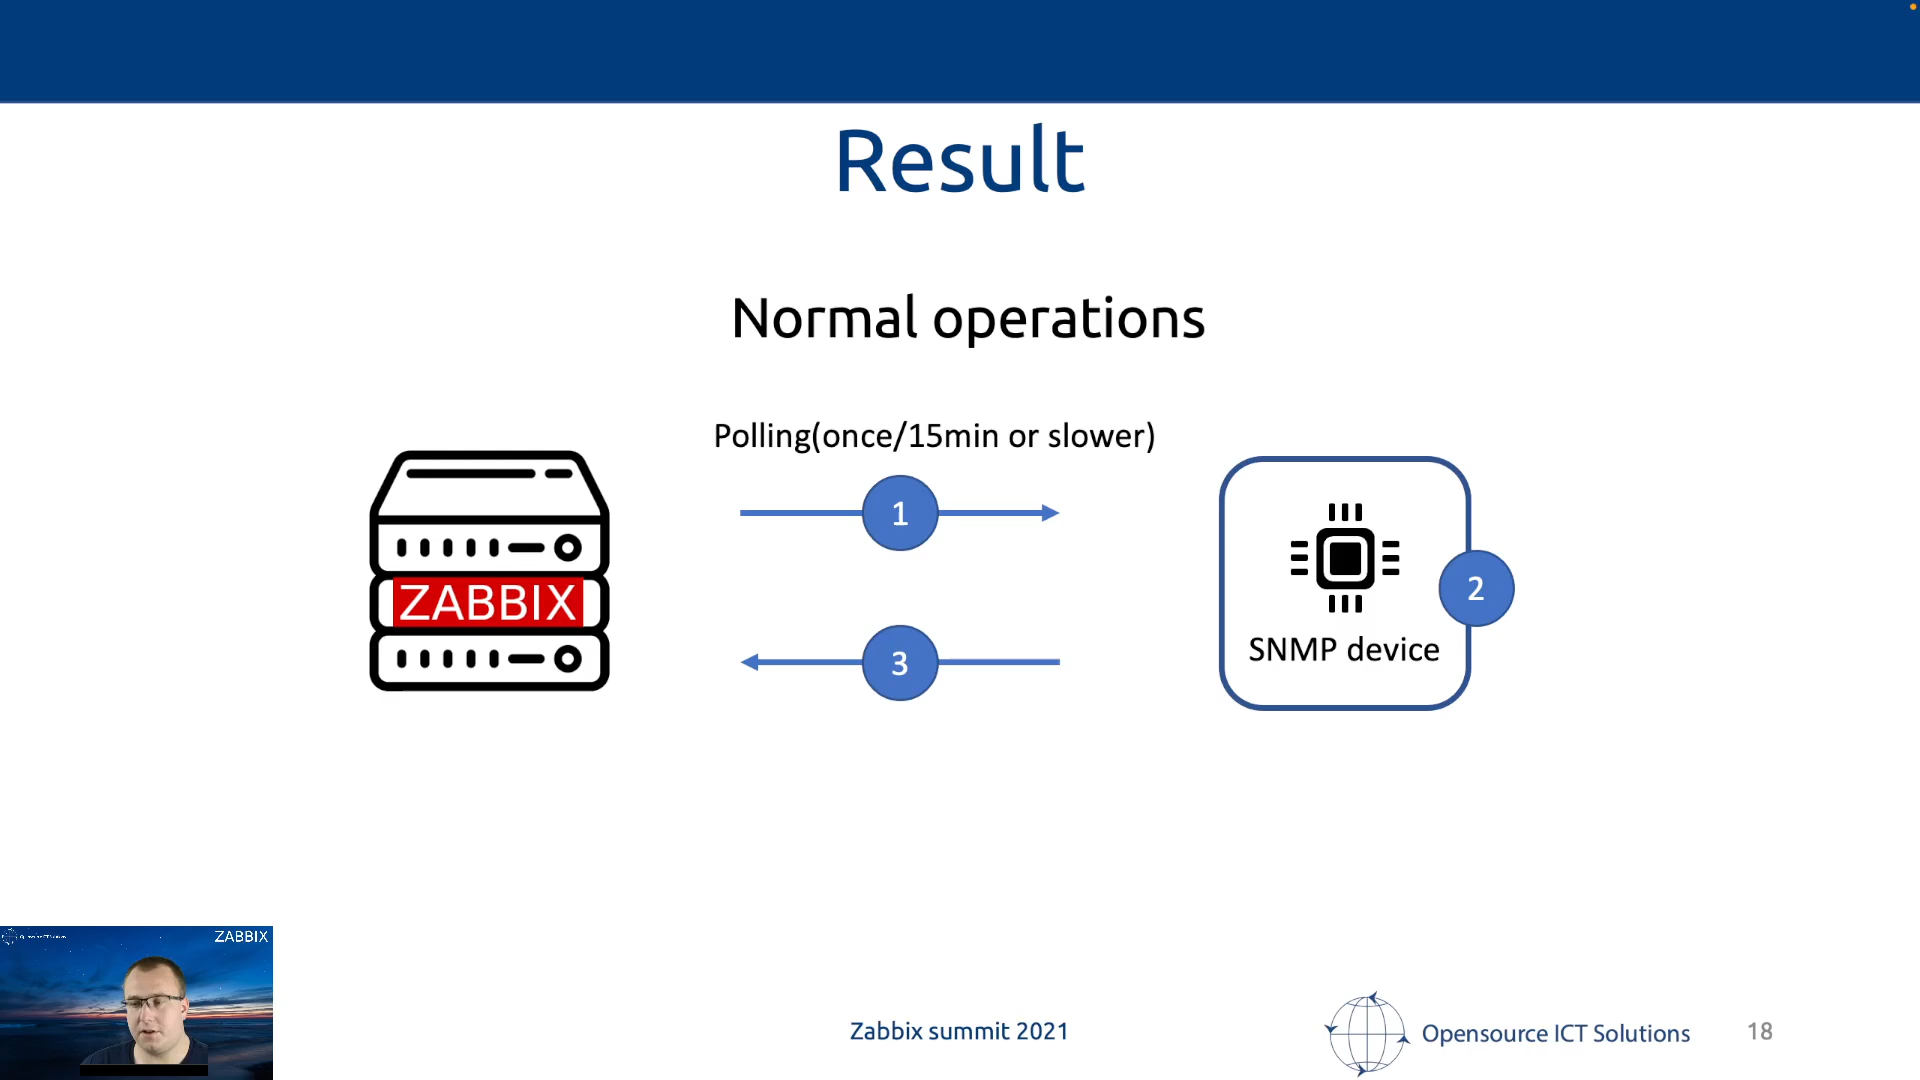 Result
Normal operations
Polling(once/15min or slower)
1
ZABBIX
2
SNMP device
3
ZABBIX
Zabbix summit 2021
Opensource ICT Solutions
18